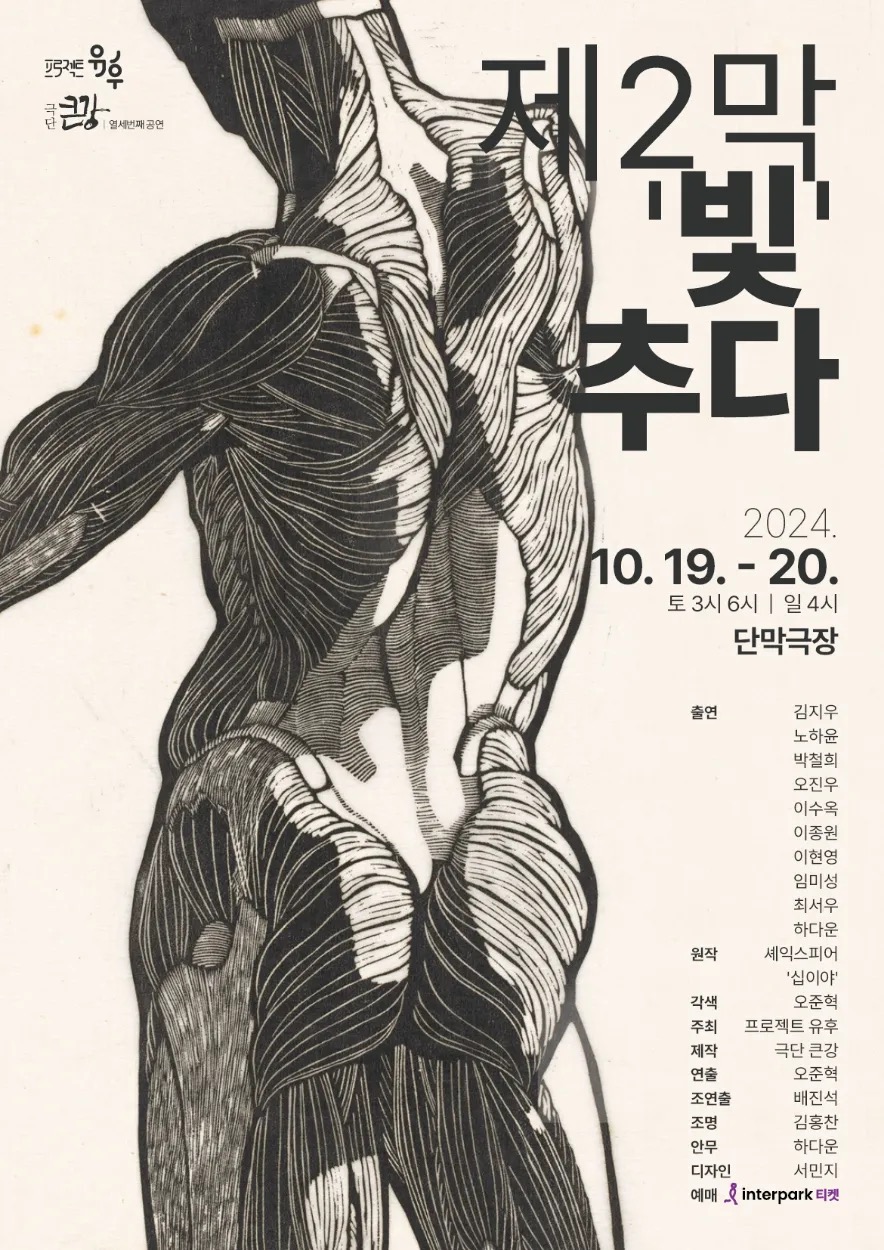 프로젝트 유후
극단 큰강 | 열세번째 공연
제2막
'빛'
추다
2024.
10. 19. - 20.
토 3시 6시 | 일 4시
단막극장
출연 김지우
노하윤
박철희
오진우
이수옥
이종원
이현영
임미성
최서우
하다운
원작 셰익스피어
'십이야'
각색 오준혁
주최 프로젝트 유후
제작 극단 큰강
연출 오준혁
조연출 배진석
조명 김홍찬
안무 하다운
디자인 서민지
예매 interpark 티켓